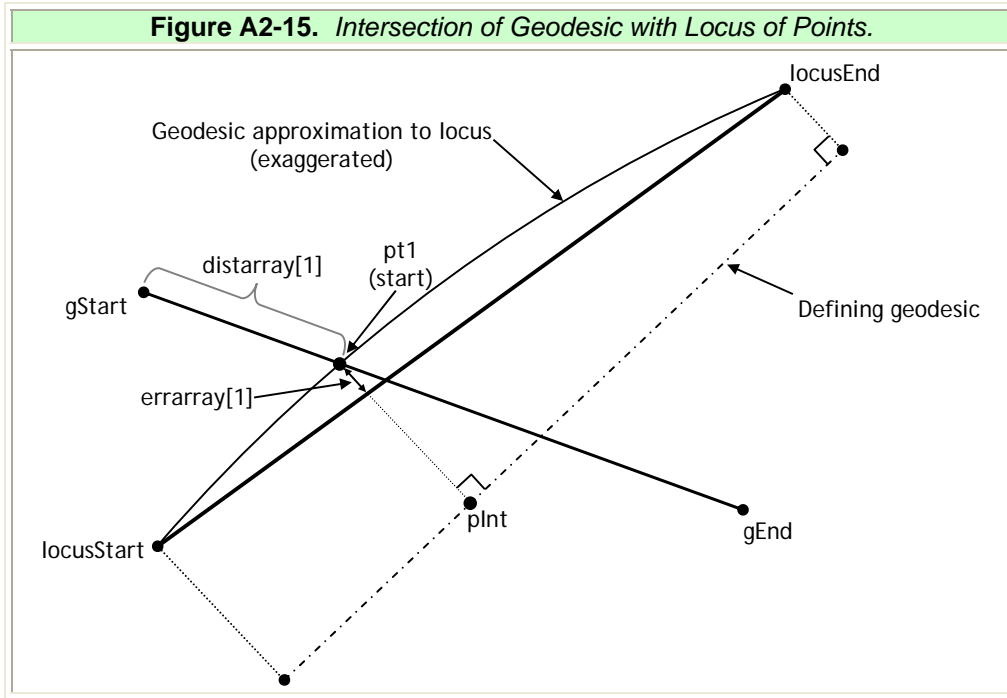 Figure A2-15. Intersection of Geodesic with Locus of Points.
locusEnd
Geodesic approximation to locus
(exaggerated)
pt1
(start)
distarray[1]
gStart
Defining geodesic
errarray[1]
pInt
gEnd
locusStart